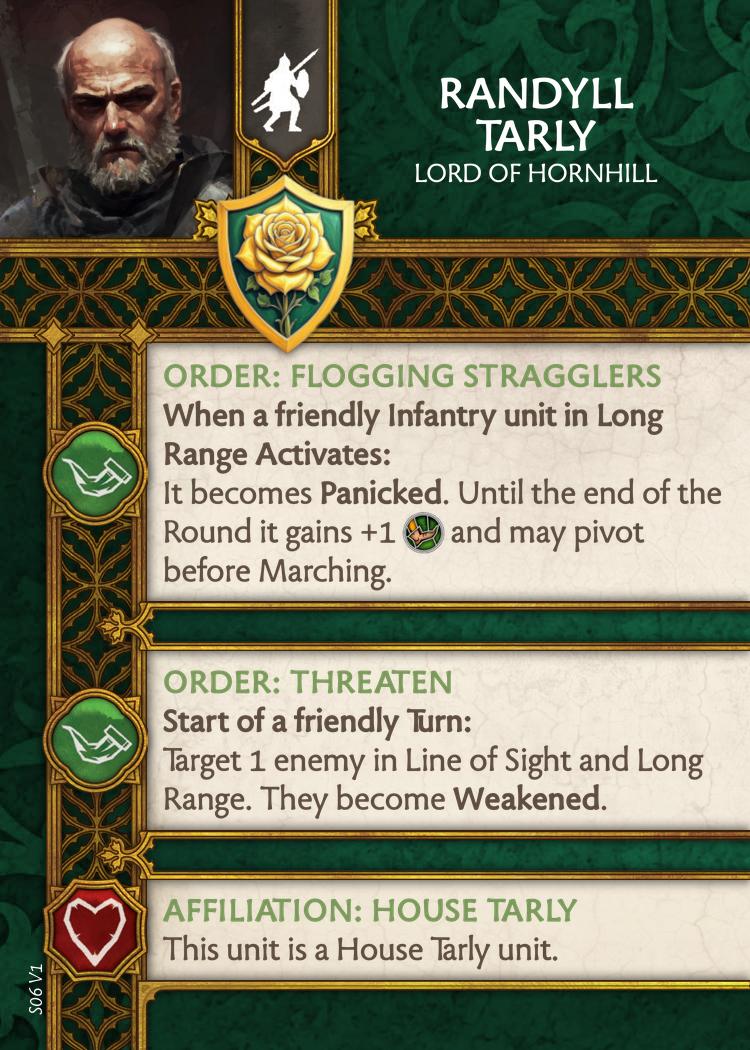 RANDYLL
TARLY
LORD OF HORNHILL
ORDER: FLOGGING STRAGGLERS
When a friendly Infantry unit in Long
Range Activates:
It becomes Panicked. Until the end of the
Round it gains +1 and may pivot
before Marching.
ORDER: THREATEN
Start of a friendly Turn:
Target 1 enemy in Line of Sight and Long
Range. They become Weakened.
AFFILIATION: HOUSE TARLY
This unit is a House Tarly unit.
S06 V1